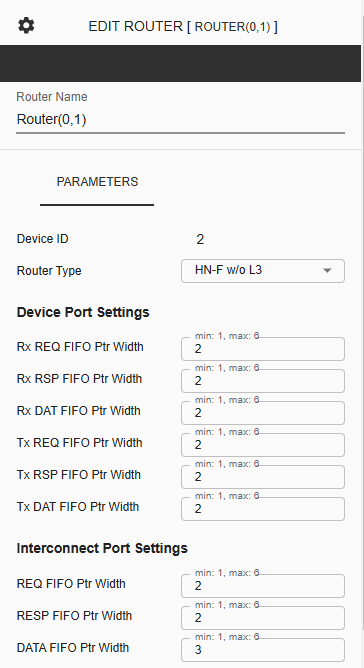 EDIT ROUTER [ ROUTER(0,1) ]
Router Name
Router(0,1)
PARAMETERS
Device ID 2
Router Type HN-F w/o L3
Device Port Settings
min: 1, max: 6
Rx REQ FIFO Ptr Width 2
min: 1, max: 6
Rx RSP FIFO Ptr Width 2
min: 1, max: 6
Rx DAT FIFO Ptr Width 2
min: 1, max: 6
Tx REQ FIFO Ptr Width 2
min: 1, max: 6
Tx RSP FIFO Ptr Width 2
min: 1, max: 6
Tx DAT FIFO Ptr Width 2
Interconnect Port Settings
min: 1, max: 6
REQ FIFO Ptr Width 2
min: 1, max: 6
RESP FIFO Ptr Width 2
min: 1, max: 6
DATA FIFO Ptr Width 3